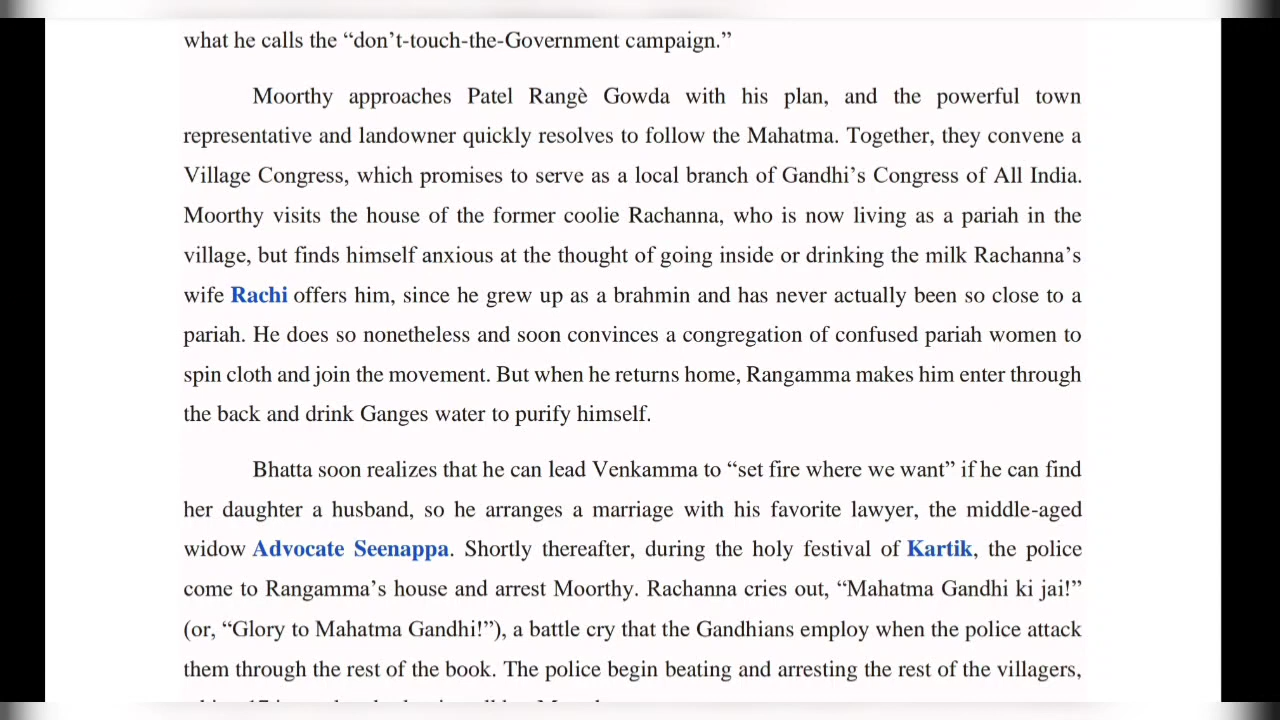 what he calls the “don’t-touch-the-Government campaign.”
Moorthy approaches Patel Rangè Gowda with his plan, and the powerful town
representative and landowner quickly resolves to follow the Mahatma. Together, they convene a
Village Congress, which promises to serve as a local branch of Gandhi’s Congress of All India.
Moorthy visits the house of the former coolie Rachanna, who is now living as a pariah in the
village, but finds himself anxious at the thought of going inside or drinking the milk Rachanna’s
wife Rachi offers him, since he grew up as a brahmin and has never actually been so close to a
pariah. He does so nonetheless and soon convinces a congregation of confused pariah women to
spin cloth and join the movement. But when he returns home, Rangamma makes him enter through
the back and drink Ganges water to purify himself.
Bhatta soon realizes that he can lead Venkamma to “set fire where we want” if he can find
her daughter a husband, so he arranges a marriage with his favorite lawyer, the middle-aged
widow Advocate Seenappa. Shortly thereafter, during the holy festival of Kartik, the police
come to Rangamma’s house and arrest Moorthy. Rachanna cries out, “Mahatma Gandhi ki jai!”
(or, “Glory to Mahatma Gandhi!”), a battle cry that the Gandhians employ when the police attack
them through the rest of the book. The police begin beating and arresting the rest of the villagers,